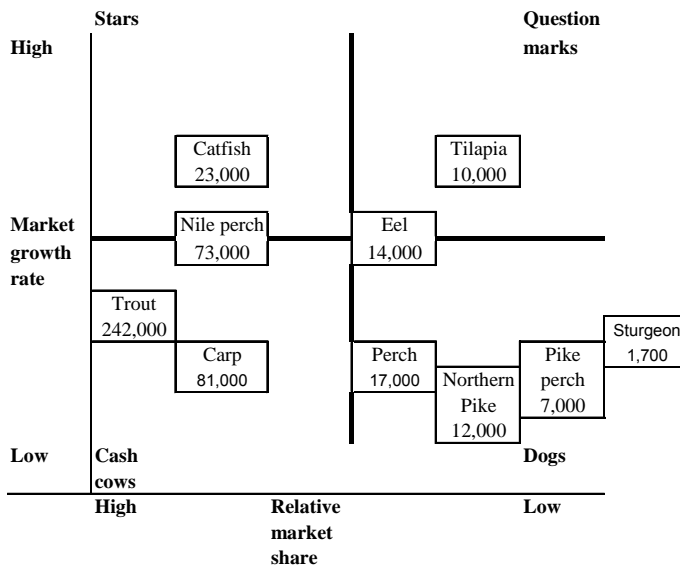 Stars
Question
marks
High
Catfish
23,000
Tilapia
10,000
Market
growth
rate
Nile perch
73,000
Eel
14,000
Trout
242,000
Carp
81,000
Perch
17,000
Northern
Pike
12,000
Pike
perch
7,000
Sturgeon
1,700
Low
Cash
cows
Dogs
High
Relative
market
share
Low